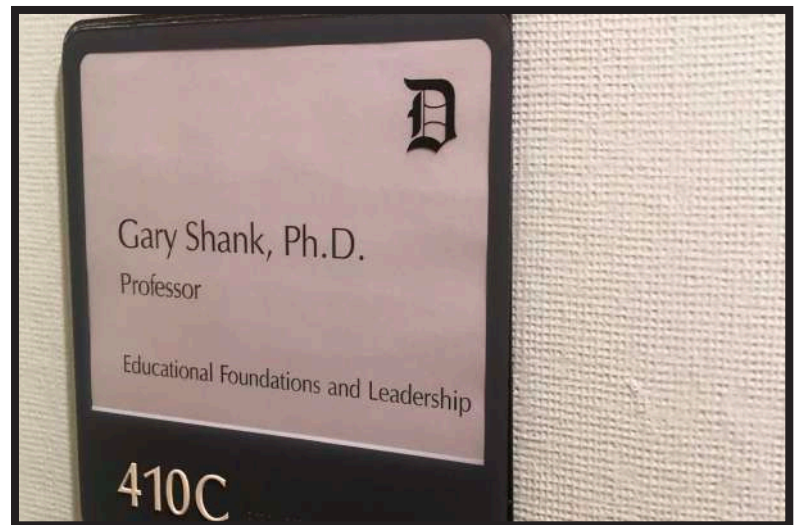 D
Gary Shank, Ph.D.
Professor
Educational Foundations and Leadership
410C